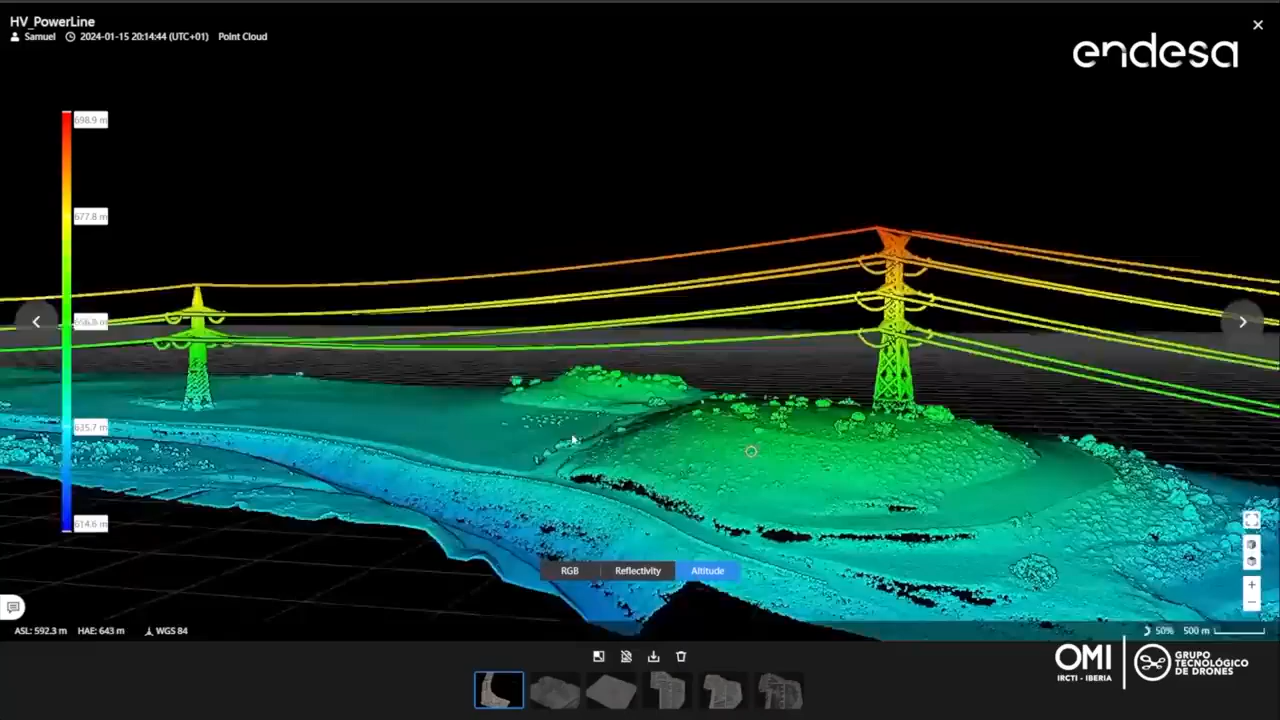 HV_PowerLine
Samuel 2024-01-15 20:14:44 (UTC+01) Point Cloud
endesa
698.9 m
677.8 m
635.7 m
614.6 m
RGB Reflectivity Altitude
ASL: 592.3 m HAE: 643 m WGS 84
50% 500 m
OMI
IRCTI - IBERIA
GRUPO
TECNOLÓGICO
DE DRONES